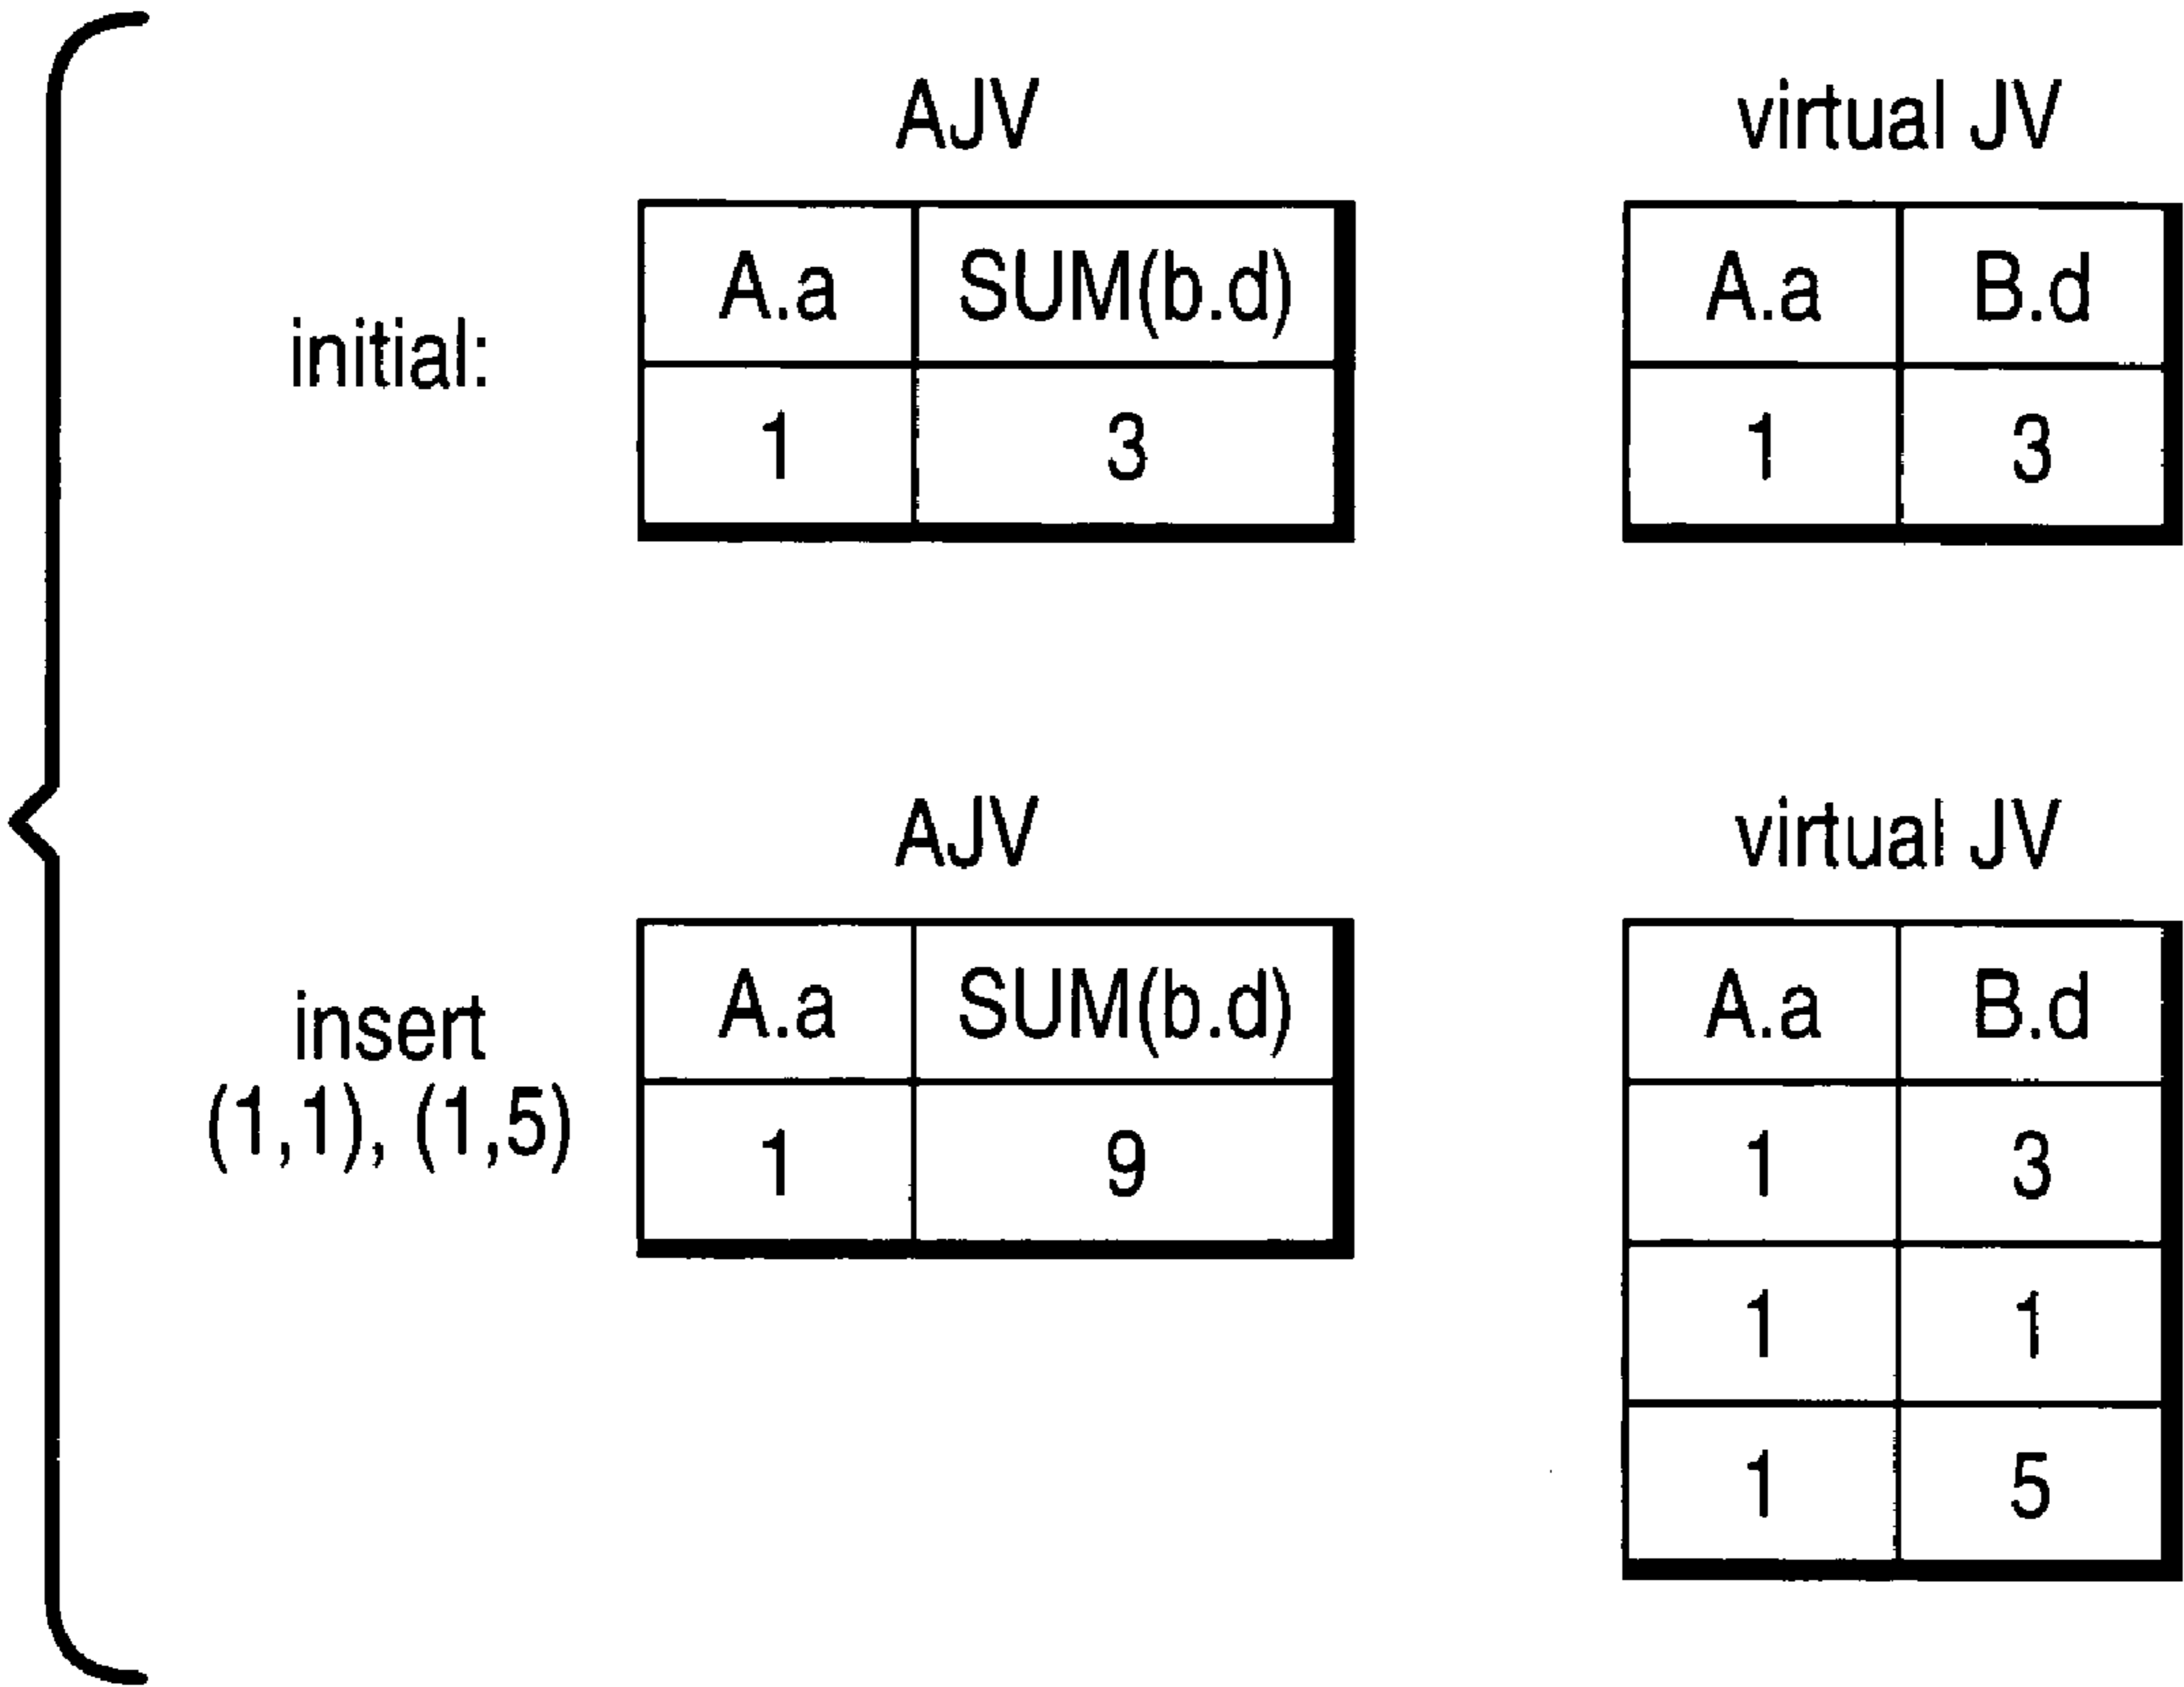 AJV virtual JV
A.a SUM(b.d) A.a B.d
initial:
1 3 1 3
AJV virtual JV
insert
(1,1), (1,5)
A.a SUM(b.d) A.a B.d
1 9 1 3
1 1
1 5